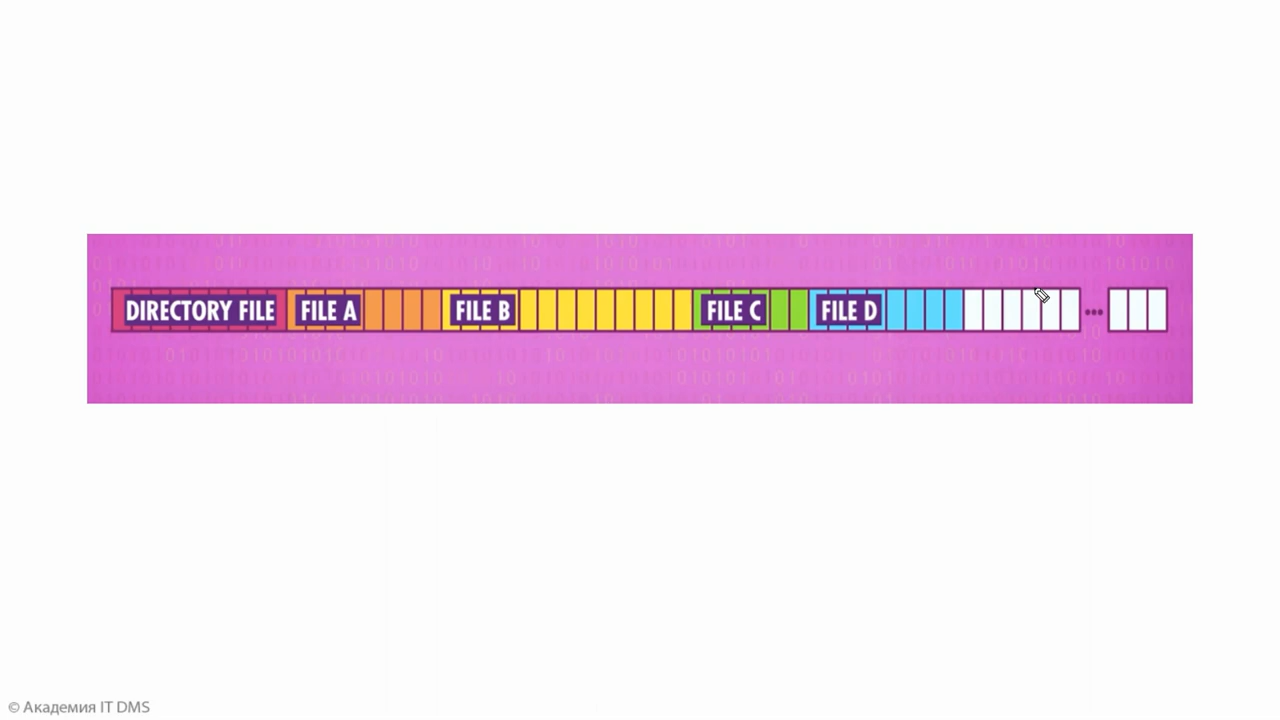 DIRECTORY FILE FILE A FILE B FILE C FILE D
© Академия IT DMS